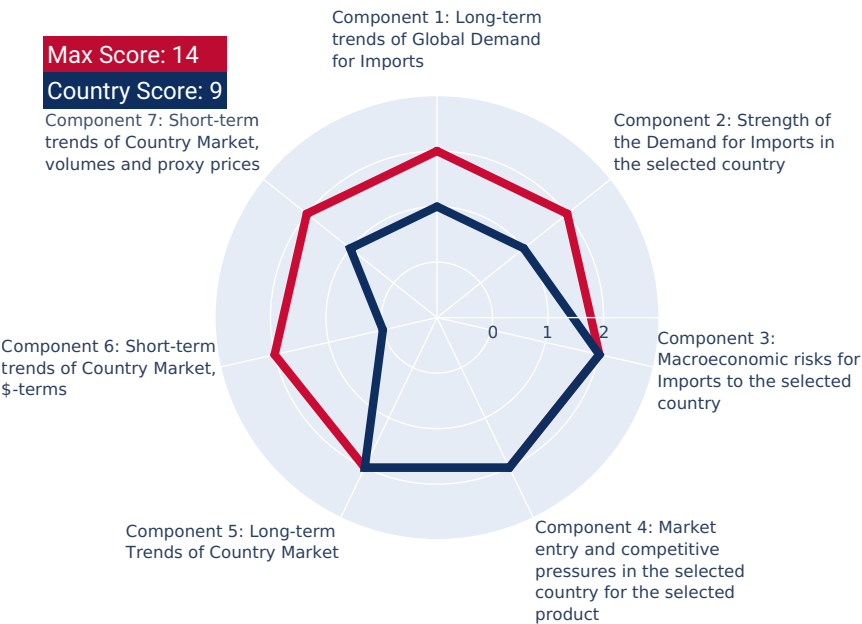 Component 1: Long-term
trends of Global Demand
for Imports
Max Score: 14
Country Score: 9
Component 7: Short-term
trends of Country Market,
volumes and proxy prices
Component 2: Strength of
the Demand for Imports in
the selected country
0
1
2
Component 3:
Macroeconomic risks for
Imports to the selected
country
Component 6: Short-term
trends of Country Market,
$-terms
Component 5: Long-term
Trends of Country Market
Component 4: Market
entry and competitive
pressures in the selected
country for the selected
product